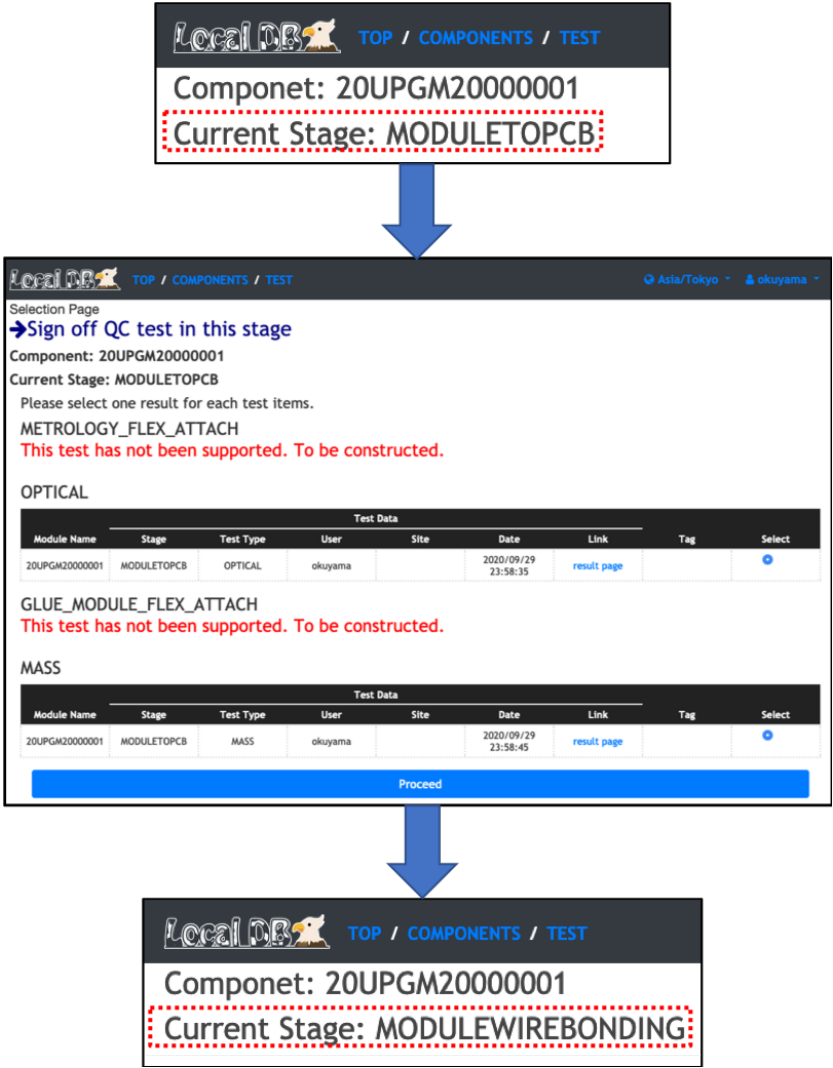 Local DB TOP / COMPONENTS / TEST
Componet: 20UPGM20000001
Current Stage: MODULETOPCB
Local DB TOP / COMPONENTS / TEST Asia/Tokyo okuyama
Selection Page
➔Sign off QC test in this stage
Component: 20UPGM20000001
Current Stage: MODULETOPCB
Please select one result for each test items.
METROLOGY_FLEX_ATTACH
This test has not been supported. To be constructed.
OPTICAL
Test Data
Module Name Stage Test Type User Site Date Link Tag Select
20UPGM20000001 MODULETOPCB OPTICAL okuyama 2020/09/29 result page
23:58:35
GLUE_MODULE_FLEX_ATTACH
This test has not been supported. To be constructed.
MASS
Test Data
Module Name Stage Test Type User Site Date Link Tag Select
20UPGM20000001 MODULETOPCB MASS okuyama 2020/09/29 result page
23:58:45
Proceed
Local DB TOP / COMPONENTS / TEST
Componet: 20UPGM20000001
Current Stage: MODULEWIREBONDING